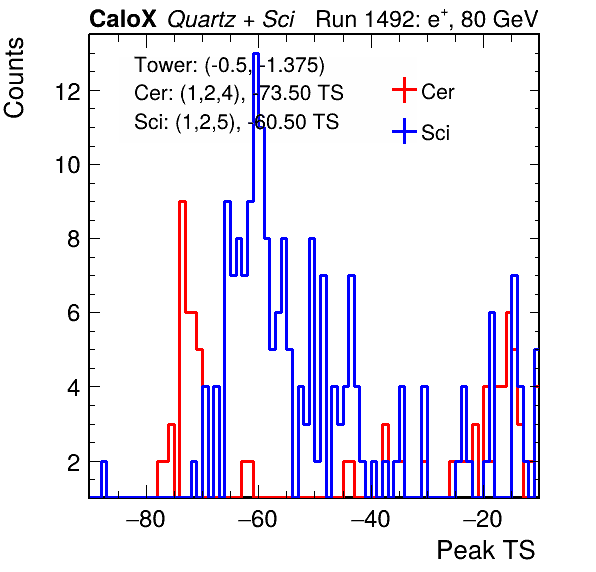 CaloX Quartz + Sci Run 1492: e+, 80 GeV
Counts
Tower: (-0.5, -1.375)
Cer: (1,2,4), -73.50 TS
Sci: (1,2,5), -60.50 TS
Cer
Sci
12
10
8
6
4
2
−80 −60 −40 −20
Peak TS